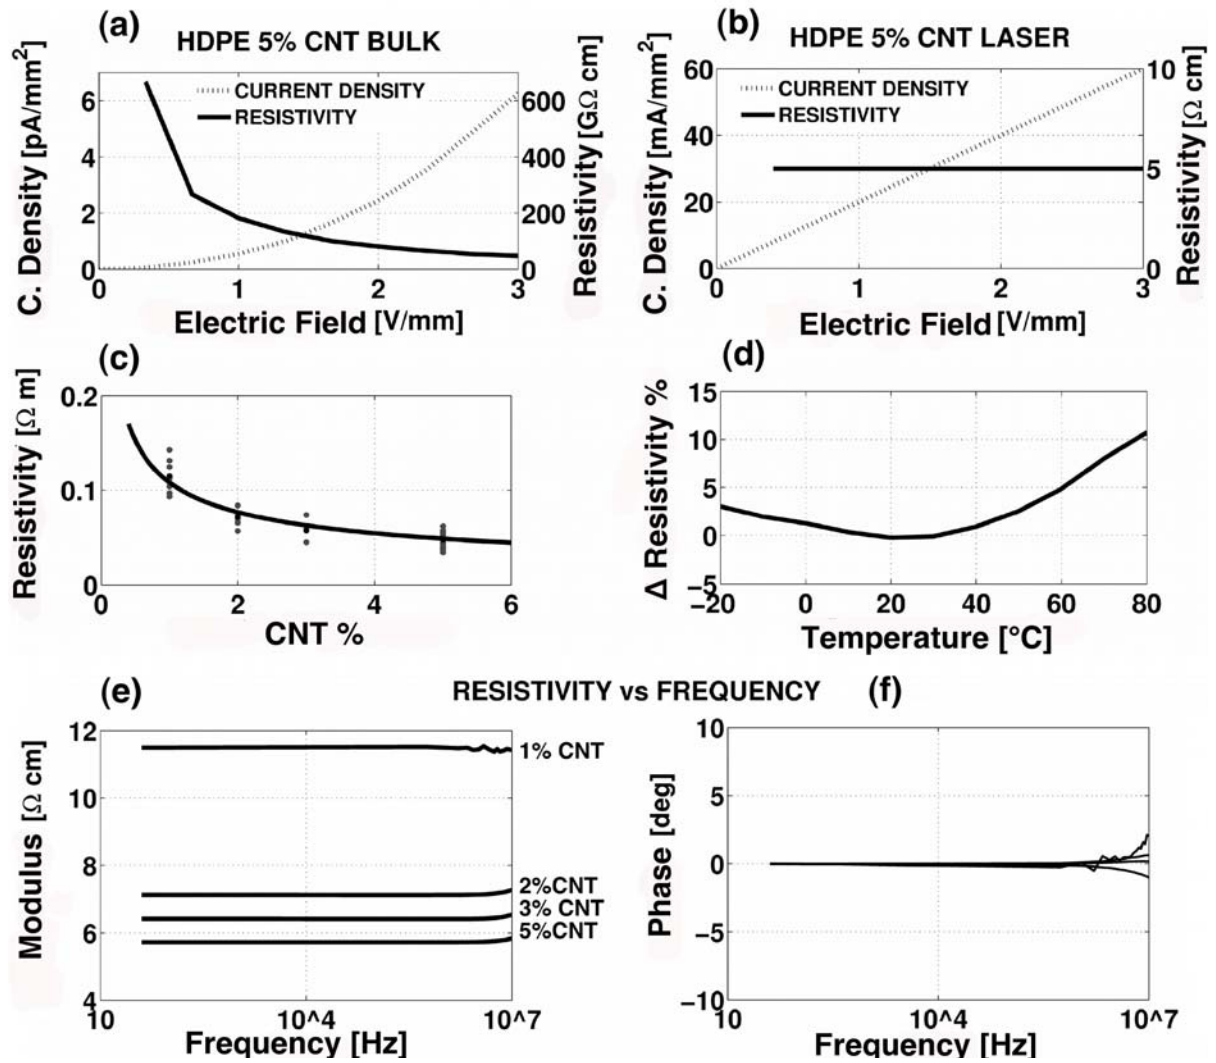 (a)
HDPE 5% CNT BULK
C. Density [pA/mm²]
6
4
2
0
CURRENT DENSITY
RESISTIVITY
600
400
200
0
Resistivity [GΩ cm]
0 1 2 3
Electric Field [V/mm]
(b)
HDPE 5% CNT LASER
C. Density [mA/mm²]
60
40
20
0
CURRENT DENSITY
RESISTIVITY
10
5
0
Resistivity [Ω cm]
0 1 2 3
Electric Field [V/mm]
(c)
Resistivity [Ω m]
0.2
0.1
0
0 2 4 6
CNT %
(d)
Δ Resistivity %
15
10
5
0
−5
−20 0 20 40 60 80
Temperature [°C]
RESISTIVITY vs FREQUENCY
(e)
Modulus [Ω cm]
12
10
8
6
4
1% CNT
2%CNT
3% CNT
5%CNT
10 10^4 10^7
Frequency [Hz]
(f)
Phase [deg]
10
5
0
−5
−10
10 10^4 10^7
Frequency [Hz]